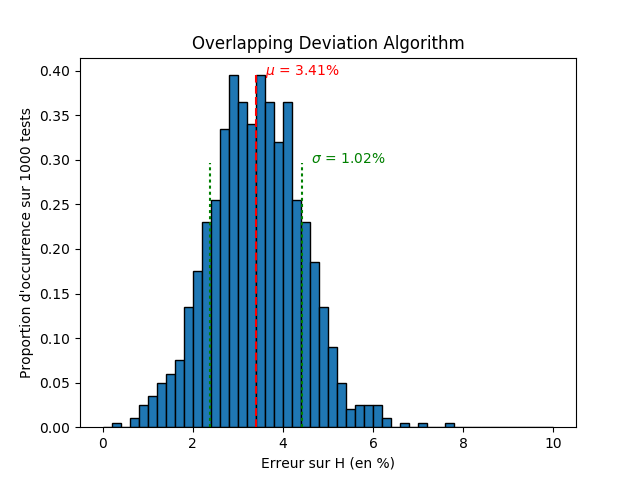 Overlapping Deviation Algorithm
μ = 3.41%
σ = 1.02%
0.40
0.35
0.30
0.25
0.20
0.15
0.10
0.05
0.00
Proportion d'occurrence sur 1000 tests
0 2 4 6 8 10
Erreur sur H (en %)